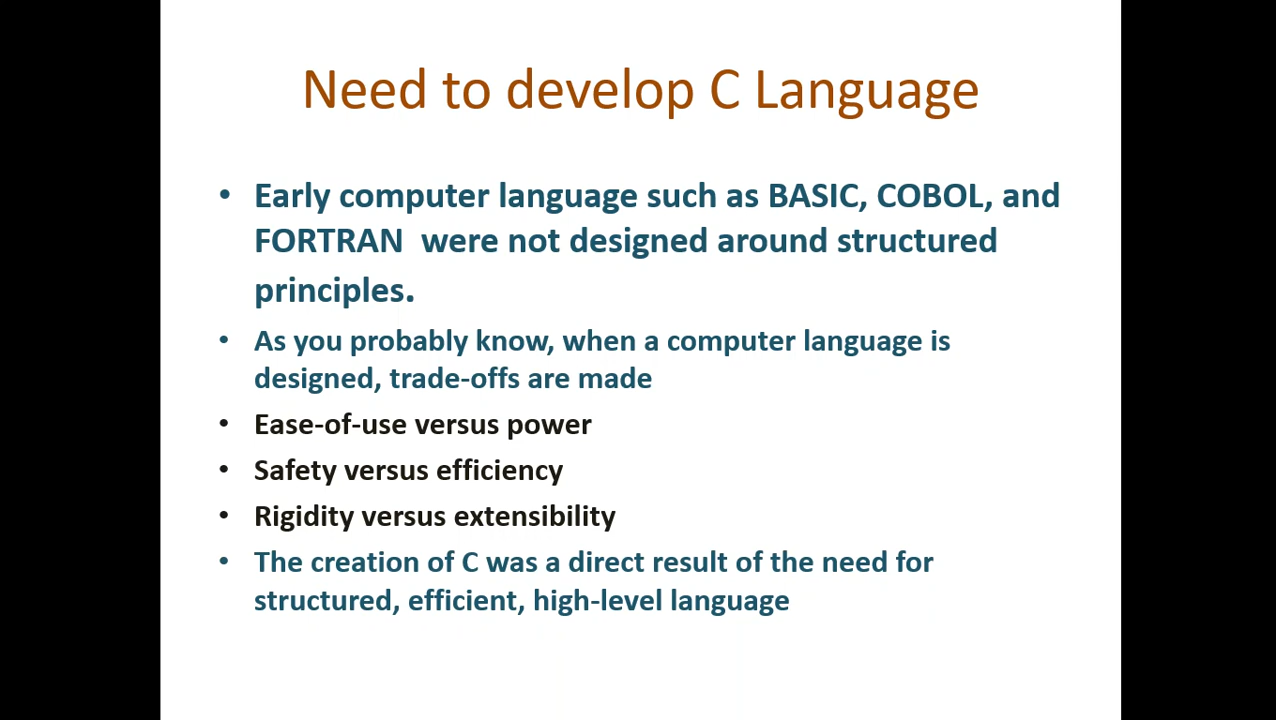 Need to develop C Language
• Early computer language such as BASIC, COBOL, and
FORTRAN were not designed around structured
principles.
• As you probably know, when a computer language is
designed, trade-offs are made
• Ease-of-use versus power
• Safety versus efficiency
• Rigidity versus extensibility
• The creation of C was a direct result of the need for
structured, efficient, high-level language